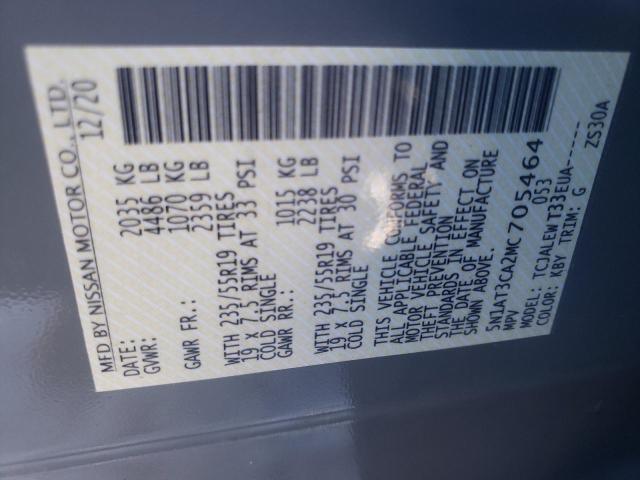 MFD BY NISSAN MOTOR CO., LTD.
DATE: 12/20
GVWR: 2035 KG
4486 LB
GAWR FR.: 1070 KG
2359 LB
WITH 235/55R19 TIRES
19 X 7.5 RIMS AT 33 PSI
COLD SINGLE
GAWR RR.: 1015 KG
2238 LB
WITH 235/55R19 TIRES
19 X 7.5 RIMS AT 30 PSI
COLD SINGLE
THIS VEHICLE CONFORMS TO
ALL APPLICABLE FEDERAL
MOTOR VEHICLE SAFETY AND
THEFT PREVENTION
STANDARDS IN EFFECT ON
THE DATE OF MANUFACTURE
SHOWN ABOVE.
5N1AT3CA2MC705464
MPV 053
MODEL: TCJALEWT33EUA------
COLOR: KBY TRIM: G ZS30A